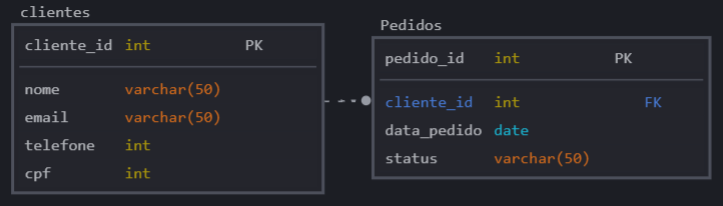 clientes
cliente_id int PK
nome varchar(50)
email varchar(50)
telefone int
cpf int
Pedidos
pedido_id int PK
cliente_id int FK
data_pedido date
status varchar(50)